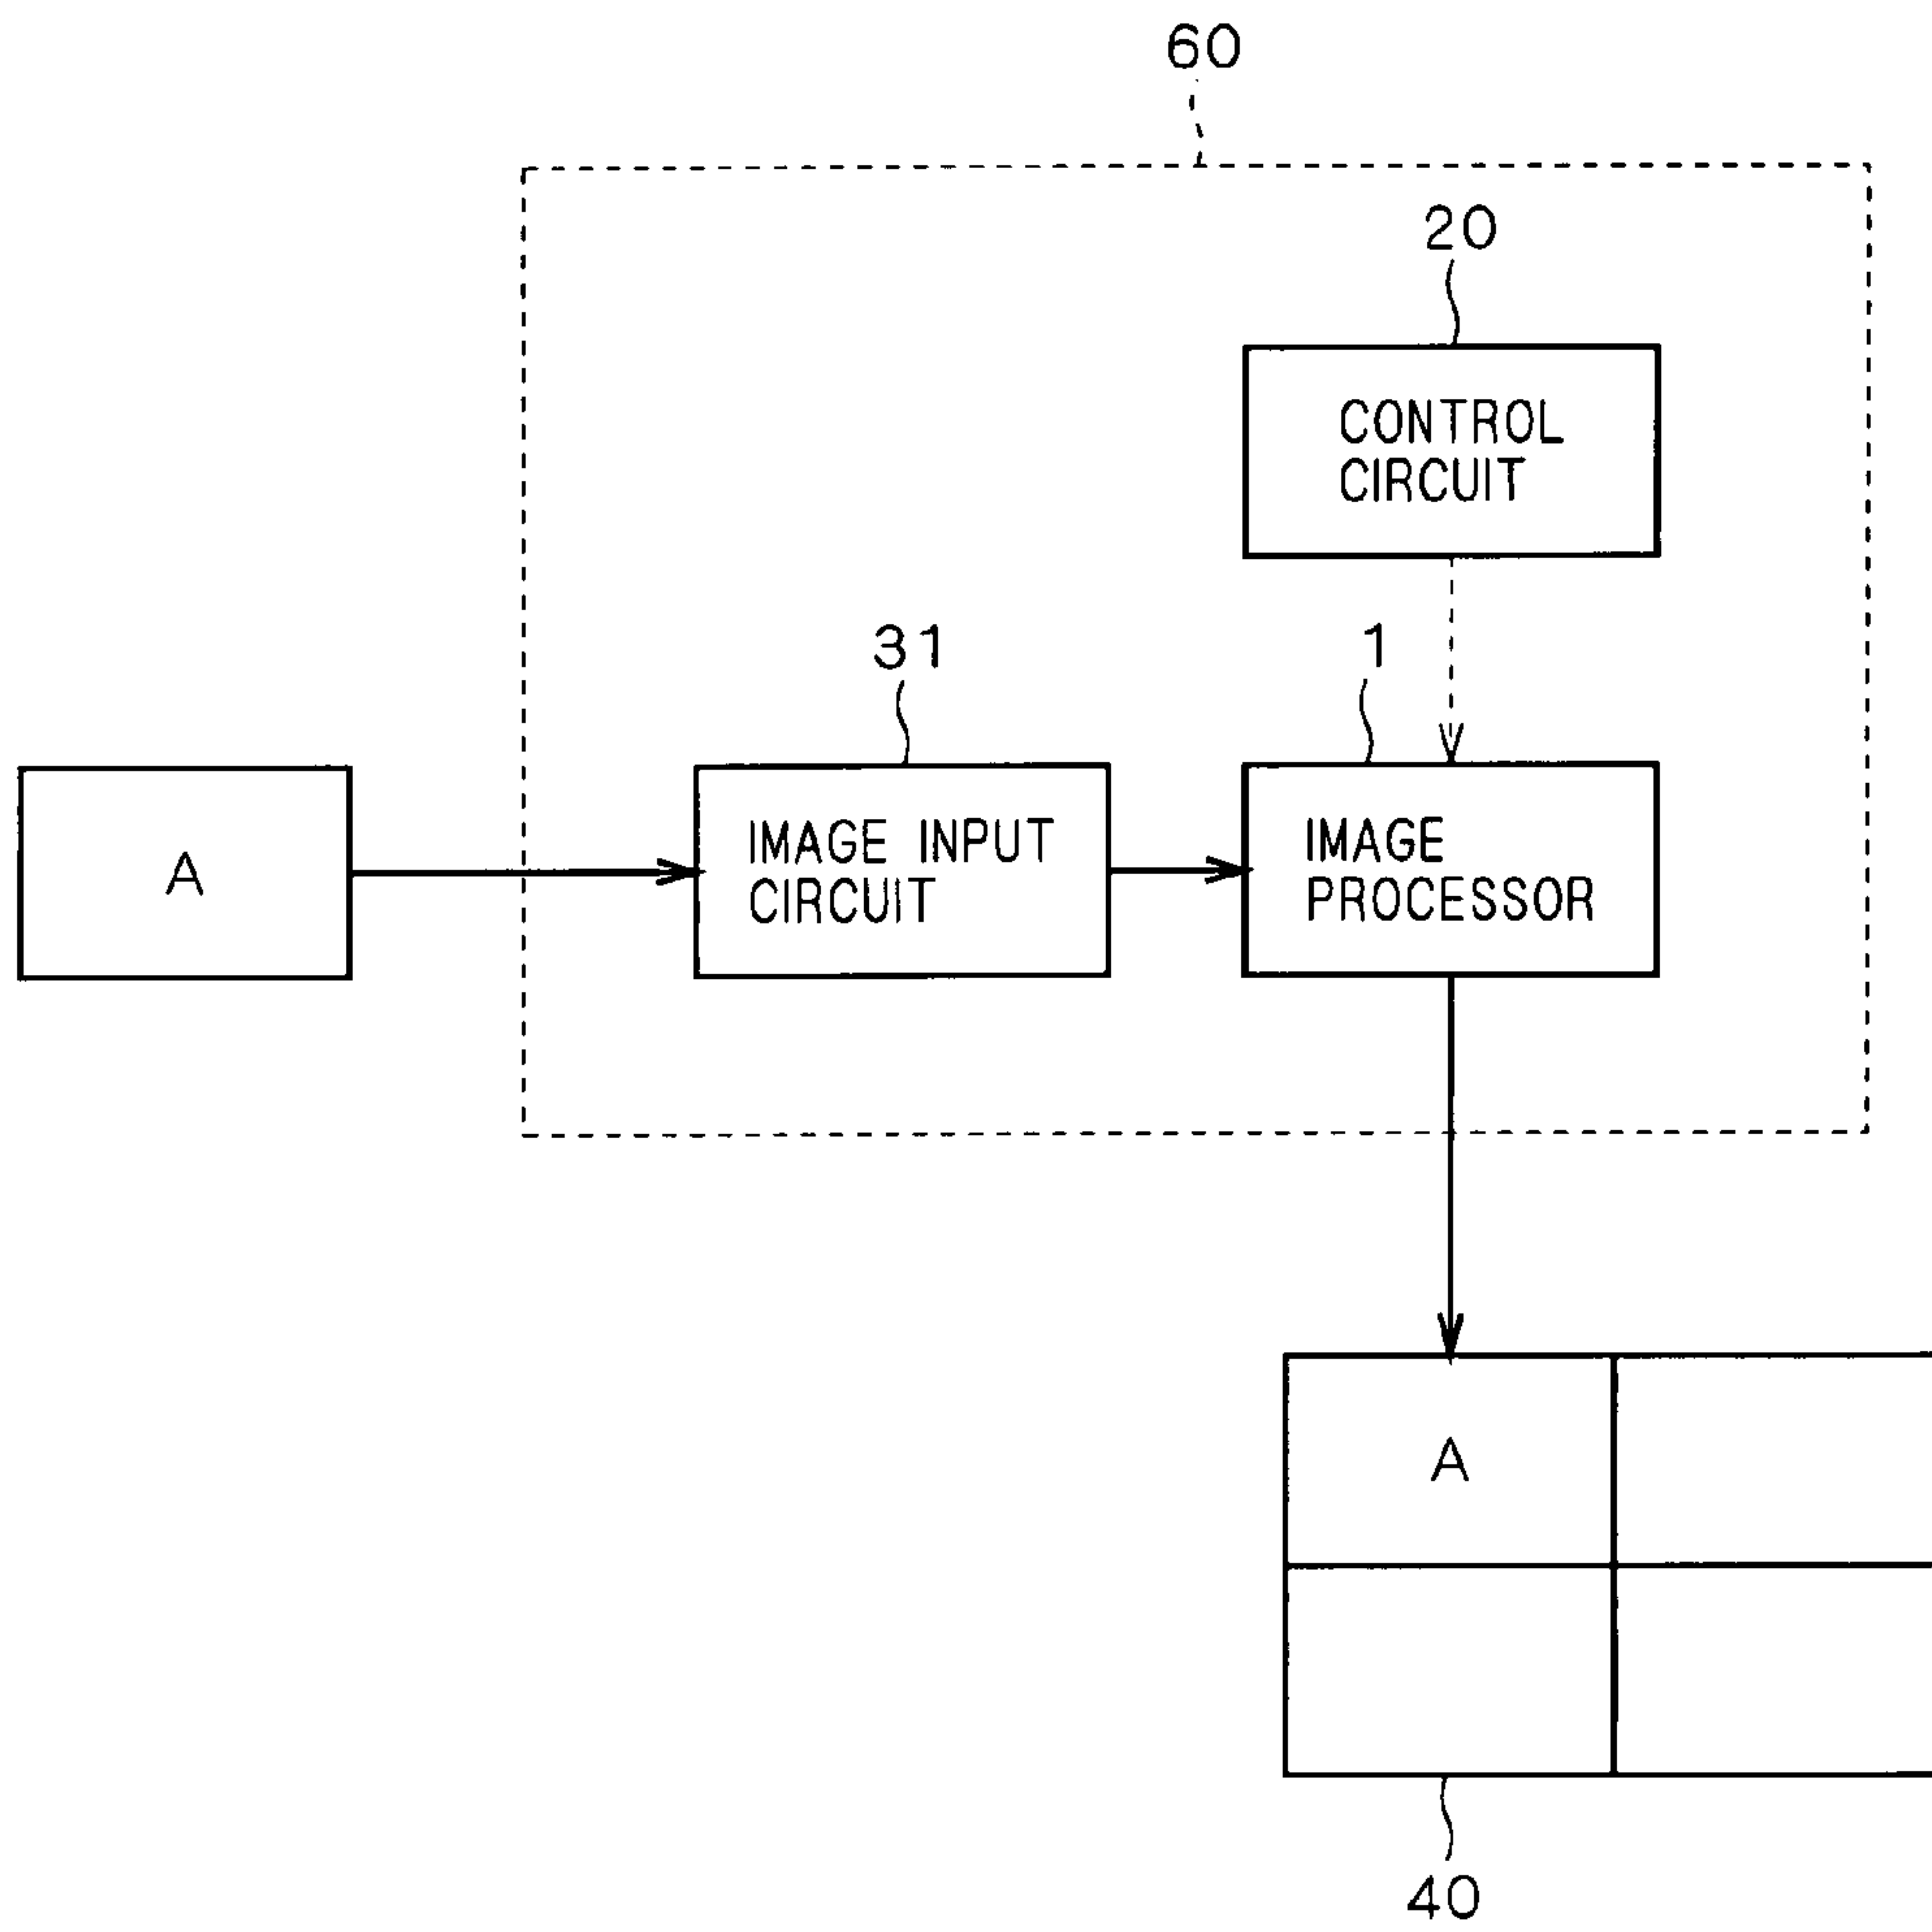 60
20
CONTROL
CIRCUIT
31
1
A
IMAGE INPUT
CIRCUIT
IMAGE
PROCESSOR
A
40